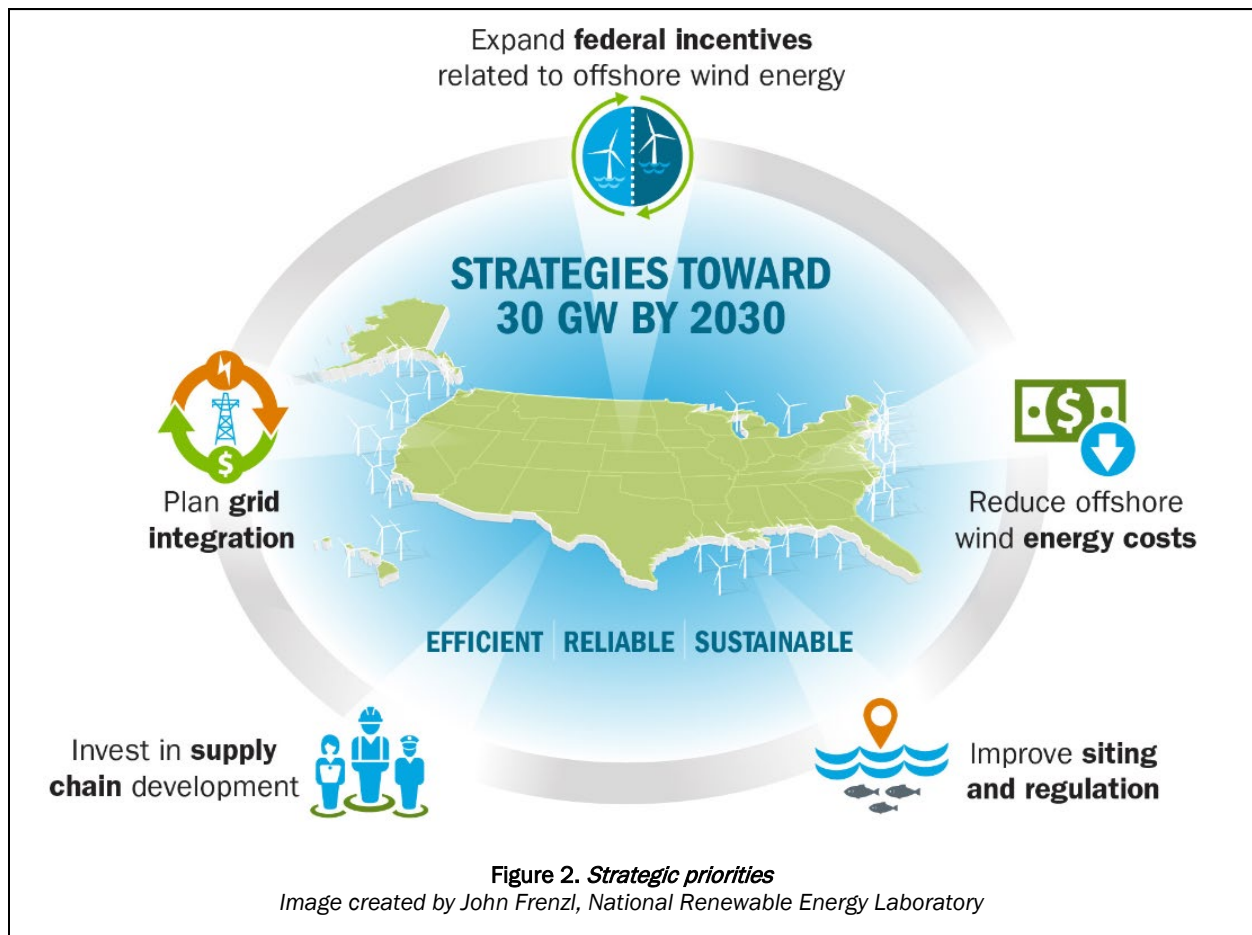 Expand federal incentives
related to offshore wind energy
STRATEGIES TOWARD
30 GW BY 2030
$
Plan grid
integration
$
Reduce offshore
wind energy costs
EFFICIENT | RELIABLE | SUSTAINABLE
Invest in supply
chain development
Improve siting
and regulation
Figure 2. Strategic priorities
Image created by John Frenzl, National Renewable Energy Laboratory